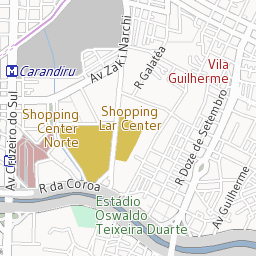 Carandiru
Av Zak i Narchi
R Galatéa
Vila
Guilherme
Shopping
Center
Norte
Shopping
Lar Center
Av Cruzeiro do Sul
R Doze de Setembro
R da Coroa
Av Guilherme
Estádio
Oswaldo
Teixeira Duarte